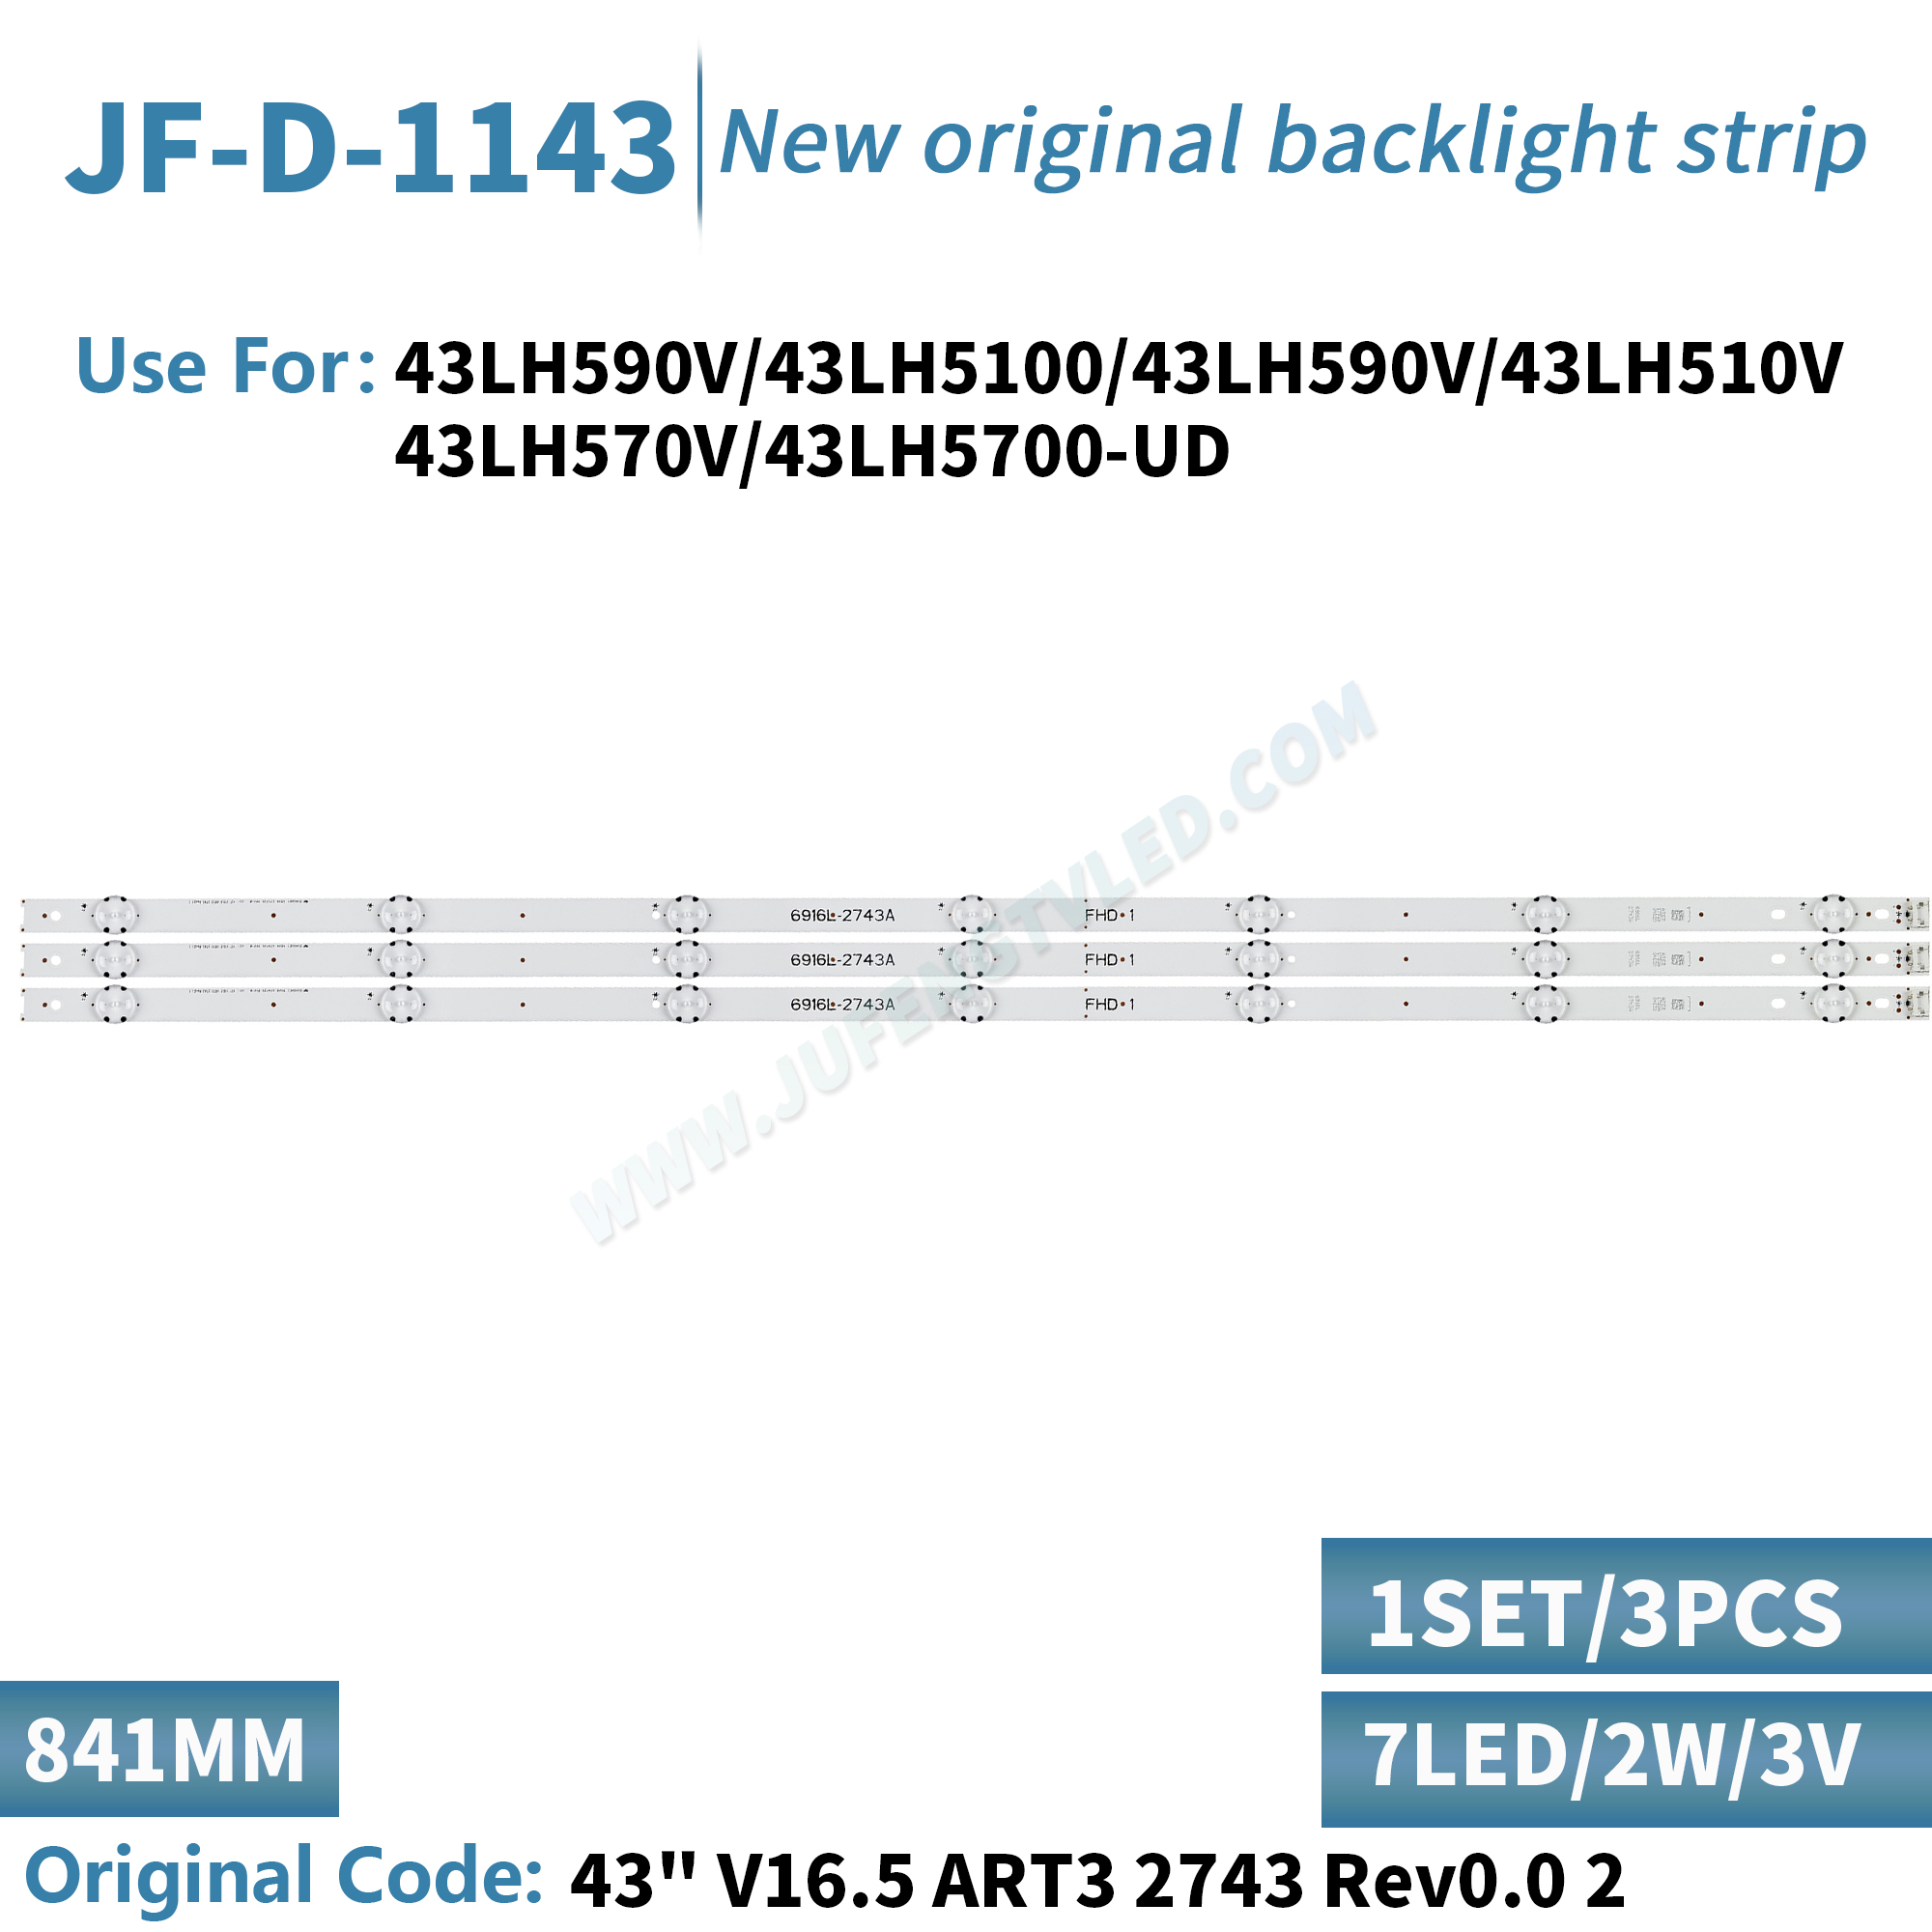 JF-D-1143
New original backlight strip
Use For: 43LH590V/43LH5100/43LH590V/43LH510V
43LH570V/43LH5700-UD
6916L-2743A FHD 1
6916L-2743A FHD 1
6916L-2743A FHD 1
WWW.JUFENGTVLED.COM
1SET/3PCS
841MM
7LED/2W/3V
Original Code: 43" V16.5 ART3 2743 Rev0.0 2